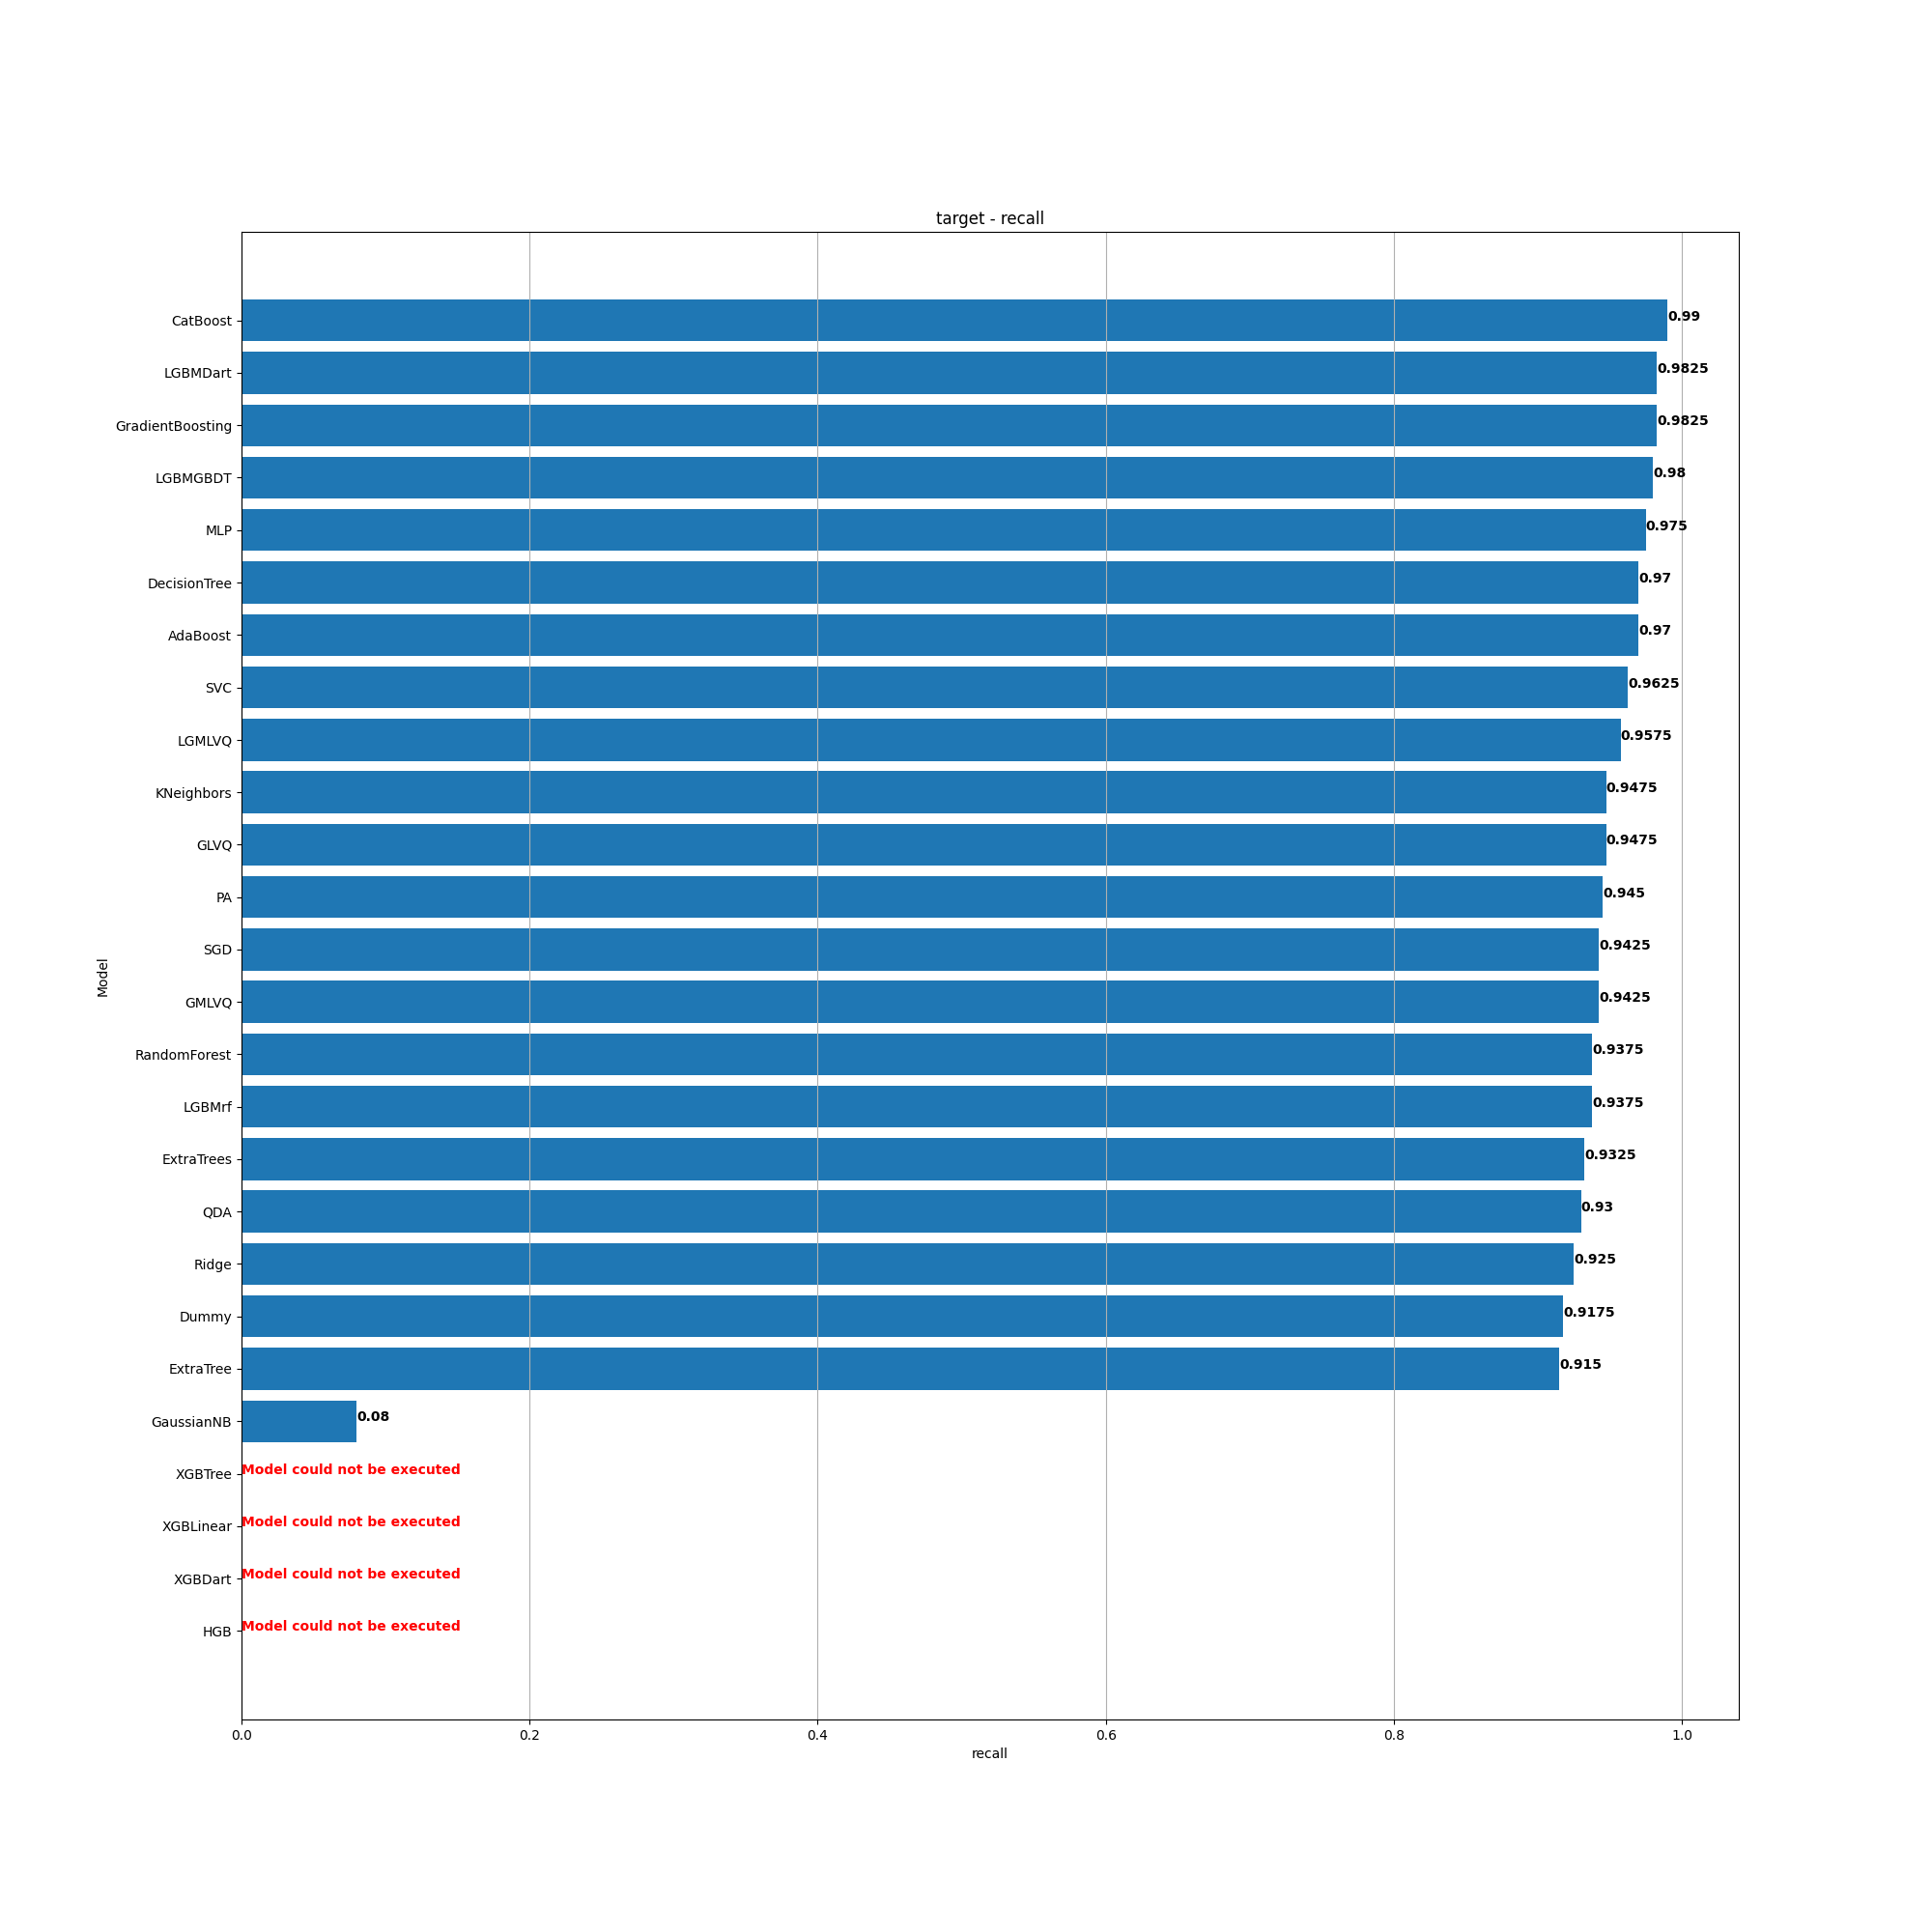 target - recall
CatBoost 0.99
LGBMDart 0.9825
GradientBoosting 0.9825
LGBMGBDT 0.98
MLP 0.975
DecisionTree 0.97
AdaBoost 0.97
SVC 0.9625
LGMLVQ 0.9575
KNeighbors 0.9475
GLVQ 0.9475
PA 0.945
SGD 0.9425
GMLVQ 0.9425
RandomForest 0.9375
LGBMrf 0.9375
ExtraTrees 0.9325
QDA 0.93
Ridge 0.925
Dummy 0.9175
ExtraTree 0.915
GaussianNB 0.08
XGBTree Model could not be executed
XGBLinear Model could not be executed
XGBDart Model could not be executed
HGB Model could not be executed
Model
0.0 0.2 0.4 0.6 0.8 1.0
recall